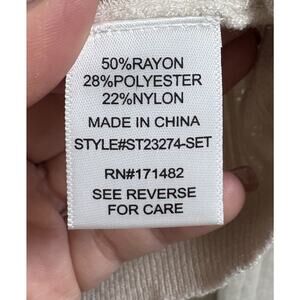 50%RAYON
28%POLYESTER
22%NYLON
MADE IN CHINA
STYLE#ST23274-SET
RN#171482
SEE REVERSE
FOR CARE